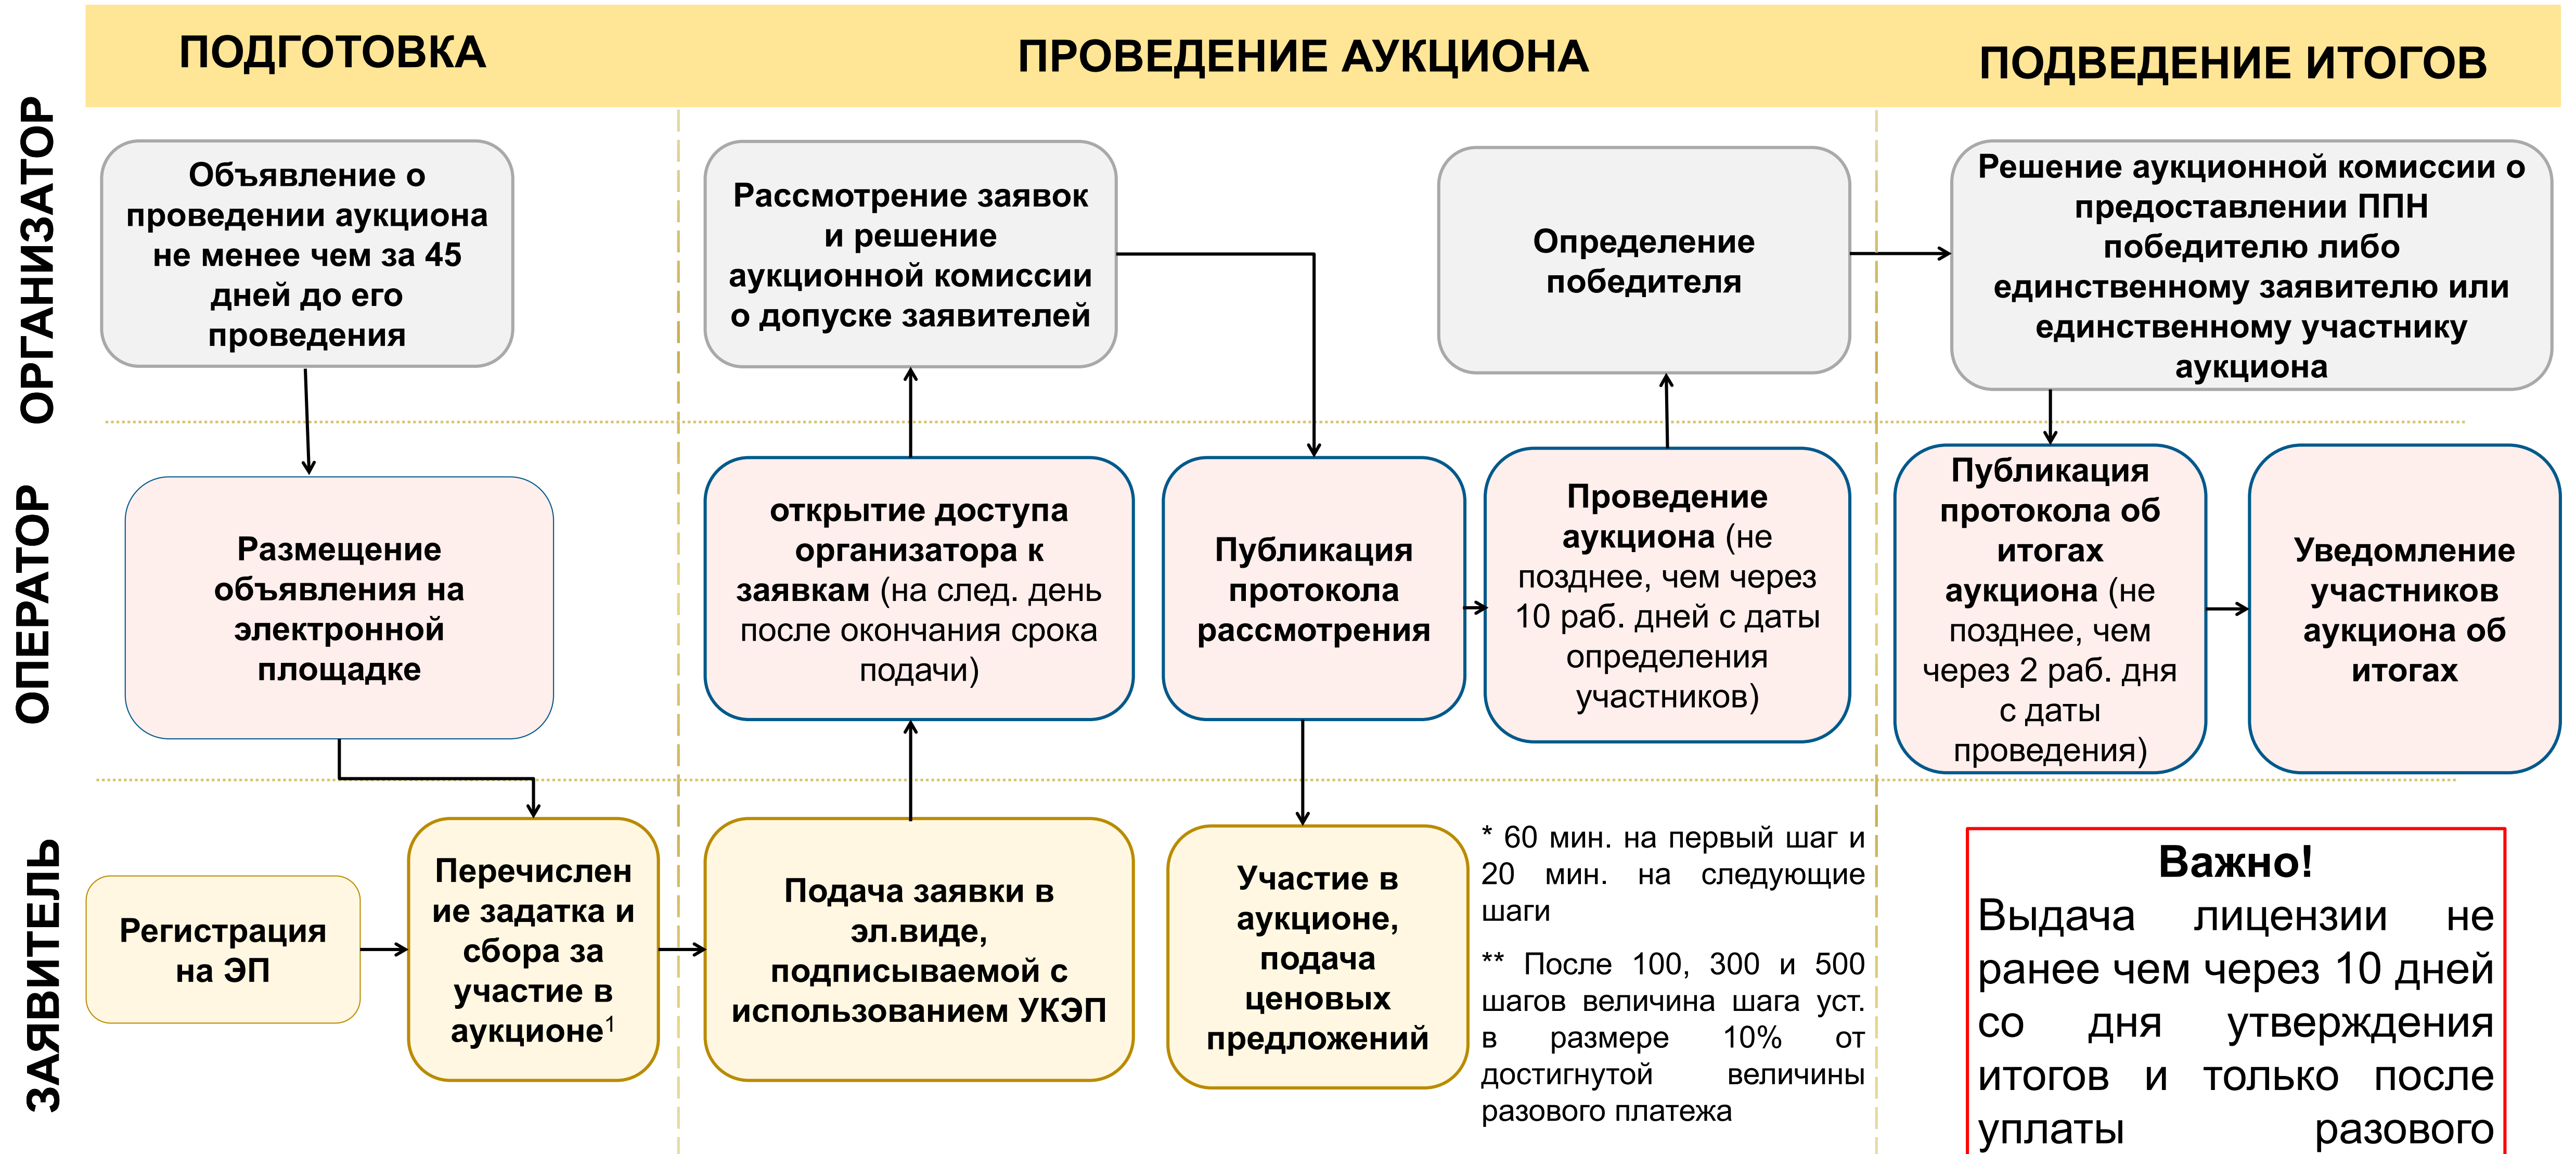 ПОДГОТОВКА
ПРОВЕДЕНИЕ АУКЦИОНА
ПОДВЕДЕНИЕ ИТОГОВ
ОРГАНИЗАТОР
Объявление о
проведении аукциона
не менее чем за 45
дней до его
проведения
Рассмотрение заявок
и решение
аукционной комиссии
о допуске заявителей
Определение
победителя
Решение аукционной комиссии о
предоставлении ППН
победителю либо
единственному заявителю или
единственному участнику
аукциона
ОПЕРАТОР
Размещение
объявления на
электронной
площадке
открытие доступа
организатора к
заявкам (на след. день
после окончания срока
подачи)
Публикация
протокола
рассмотрения
Проведение
аукциона (не
позднее, чем через
10 раб. дней с даты
определения
участников)
Публикация
протокола об
итогах
аукциона (не
позднее, чем
через 2 раб. дня
с даты
проведения)
Уведомление
участников
аукциона об
итогах
ЗАЯВИТЕЛЬ
Регистрация
на ЭП
Перечислен
ие задатка и
сбора за
участие в
аукционе¹
Подача заявки в
эл.виде,
подписываемой с
использованием УКЭП
Участие в
аукционе,
подача
ценовых
предложений
* 60 мин. на первый шаг и
20 мин. на следующие
шаги
** После 100, 300 и 500
шагов величина шага уст.
в размере 10% от
достигнутой величины
разового платежа
Важно!
Выдача лицензии не
ранее чем через 10 дней
со дня утверждения
итогов и только после
уплаты разового